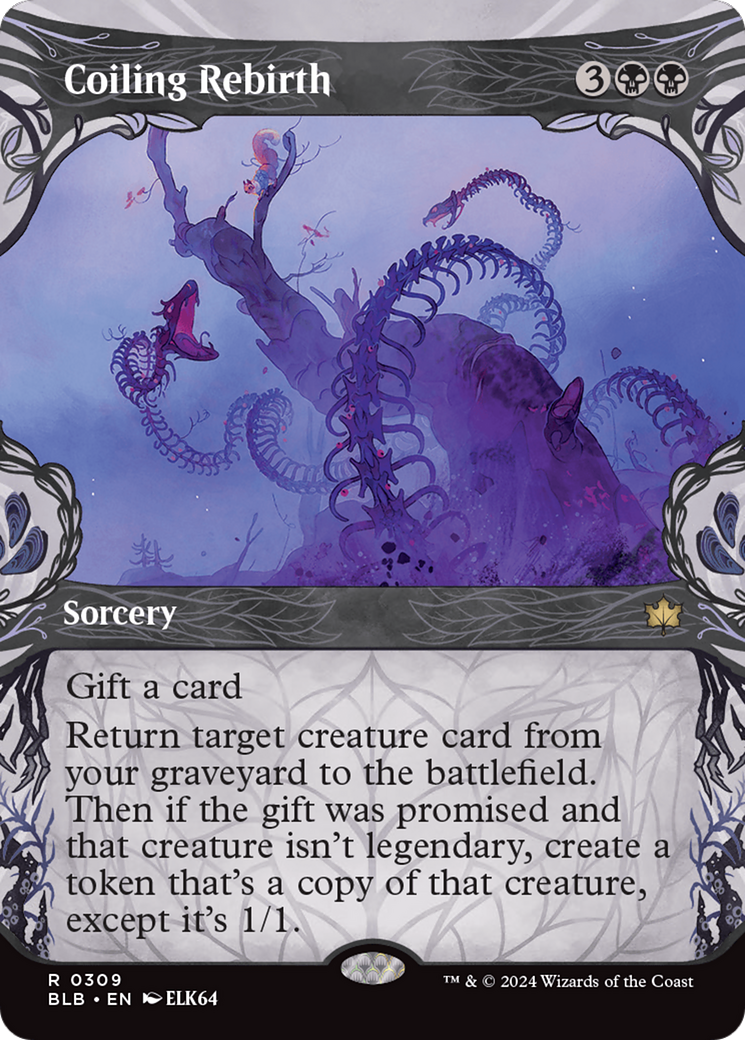 Coiling Rebirth 3
Sorcery
Gift a card
Return target creature card from
your graveyard to the battlefield.
Then if the gift was promised and
that creature isn't legendary, create a
token that's a copy of that creature,
except it's 1/1.
R 0309
BLB • EN ELK64
™ & © 2024 Wizards of the Coast